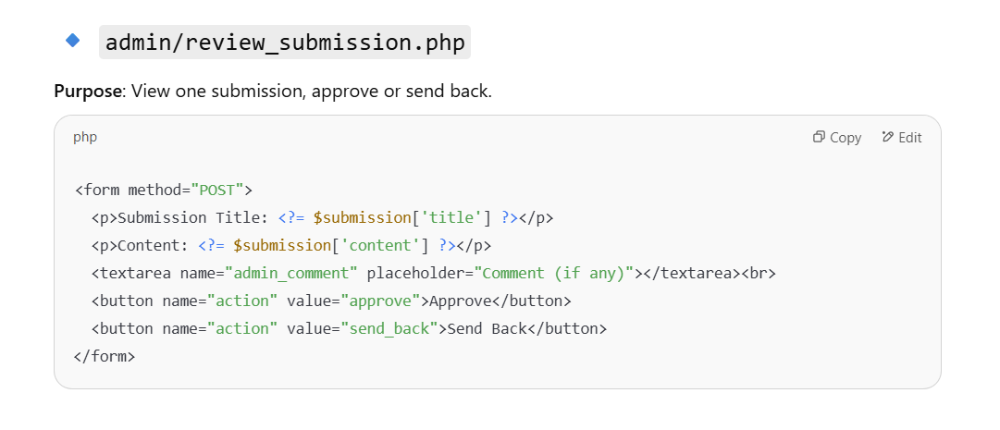 admin/review_submission.php
Purpose: View one submission, approve or send back.
php
Copy
Edit
<form method="POST">
  <p>Submission Title: <?= $submission['title'] ?></p>
  <p>Content: <?= $submission['content'] ?></p>
  <textarea name="admin_comment" placeholder="Comment (if any)"></textarea><br>
  <button name="action" value="approve">Approve</button>
  <button name="action" value="send_back">Send Back</button>
</form>